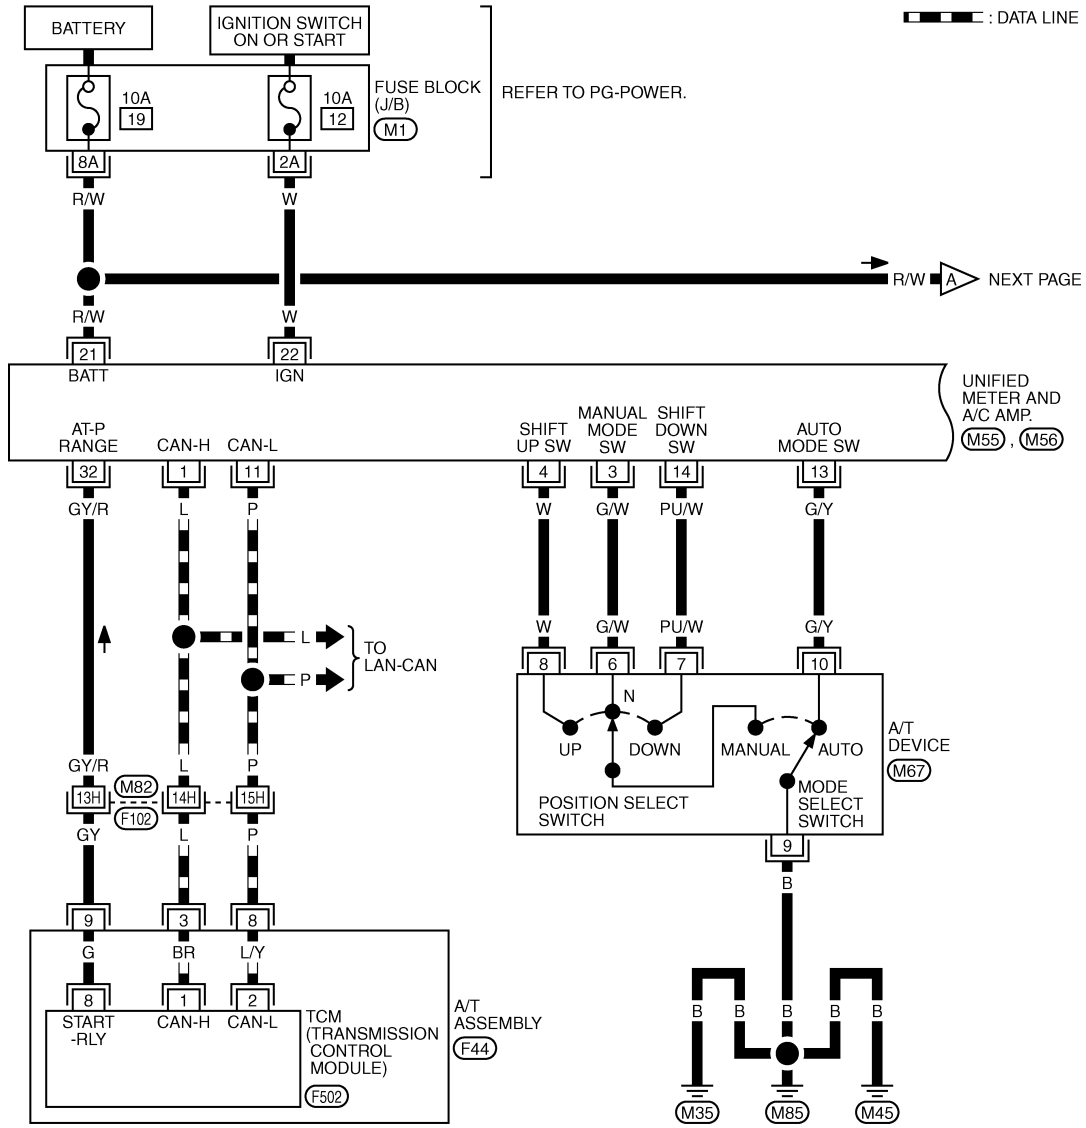 BATTERY
IGNITION SWITCH
ON OR START
: DATA LINE
10A
19
10A
12
FUSE BLOCK
(J/B)
M1
REFER TO PG-POWER.
8A
2A
R/W
W
R/W
A
NEXT PAGE
R/W
W
21
22
BATT
IGN
UNIFIED
METER AND
A/C AMP.
M55 , M56
AT-P
RANGE
CAN-H
CAN-L
SHIFT
UP SW
MANUAL
MODE
SW
SHIFT
DOWN
SW
AUTO
MODE SW
32
1
11
4
3
14
13
GY/R
L
P
W
G/W
PU/W
G/Y
W
G/W
PU/W
G/Y
L
P
TO
LAN-CAN
8
6
7
10
N
UP
DOWN
MANUAL
AUTO
A/T
DEVICE
M67
POSITION SELECT
SWITCH
MODE
SELECT
SWITCH
GY/R
L
P
M82
13H
14H
15H
F102
GY
L
P
9
B
9
3
8
G
BR
L/Y
8
1
2
START
-RLY
CAN-H
CAN-L
TCM
(TRANSMISSION
CONTROL
MODULE)
F502
A/T
ASSEMBLY
F44
B
B
B
B
B
M35
M85
M45